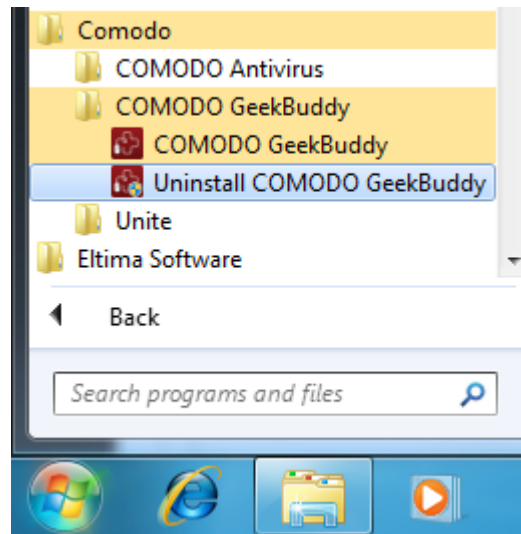 Comodo
COMODO Antivirus
COMODO GeekBuddy
COMODO GeekBuddy
Uninstall COMODO GeekBuddy
Unite
Eltima Software
Back
Search programs and files